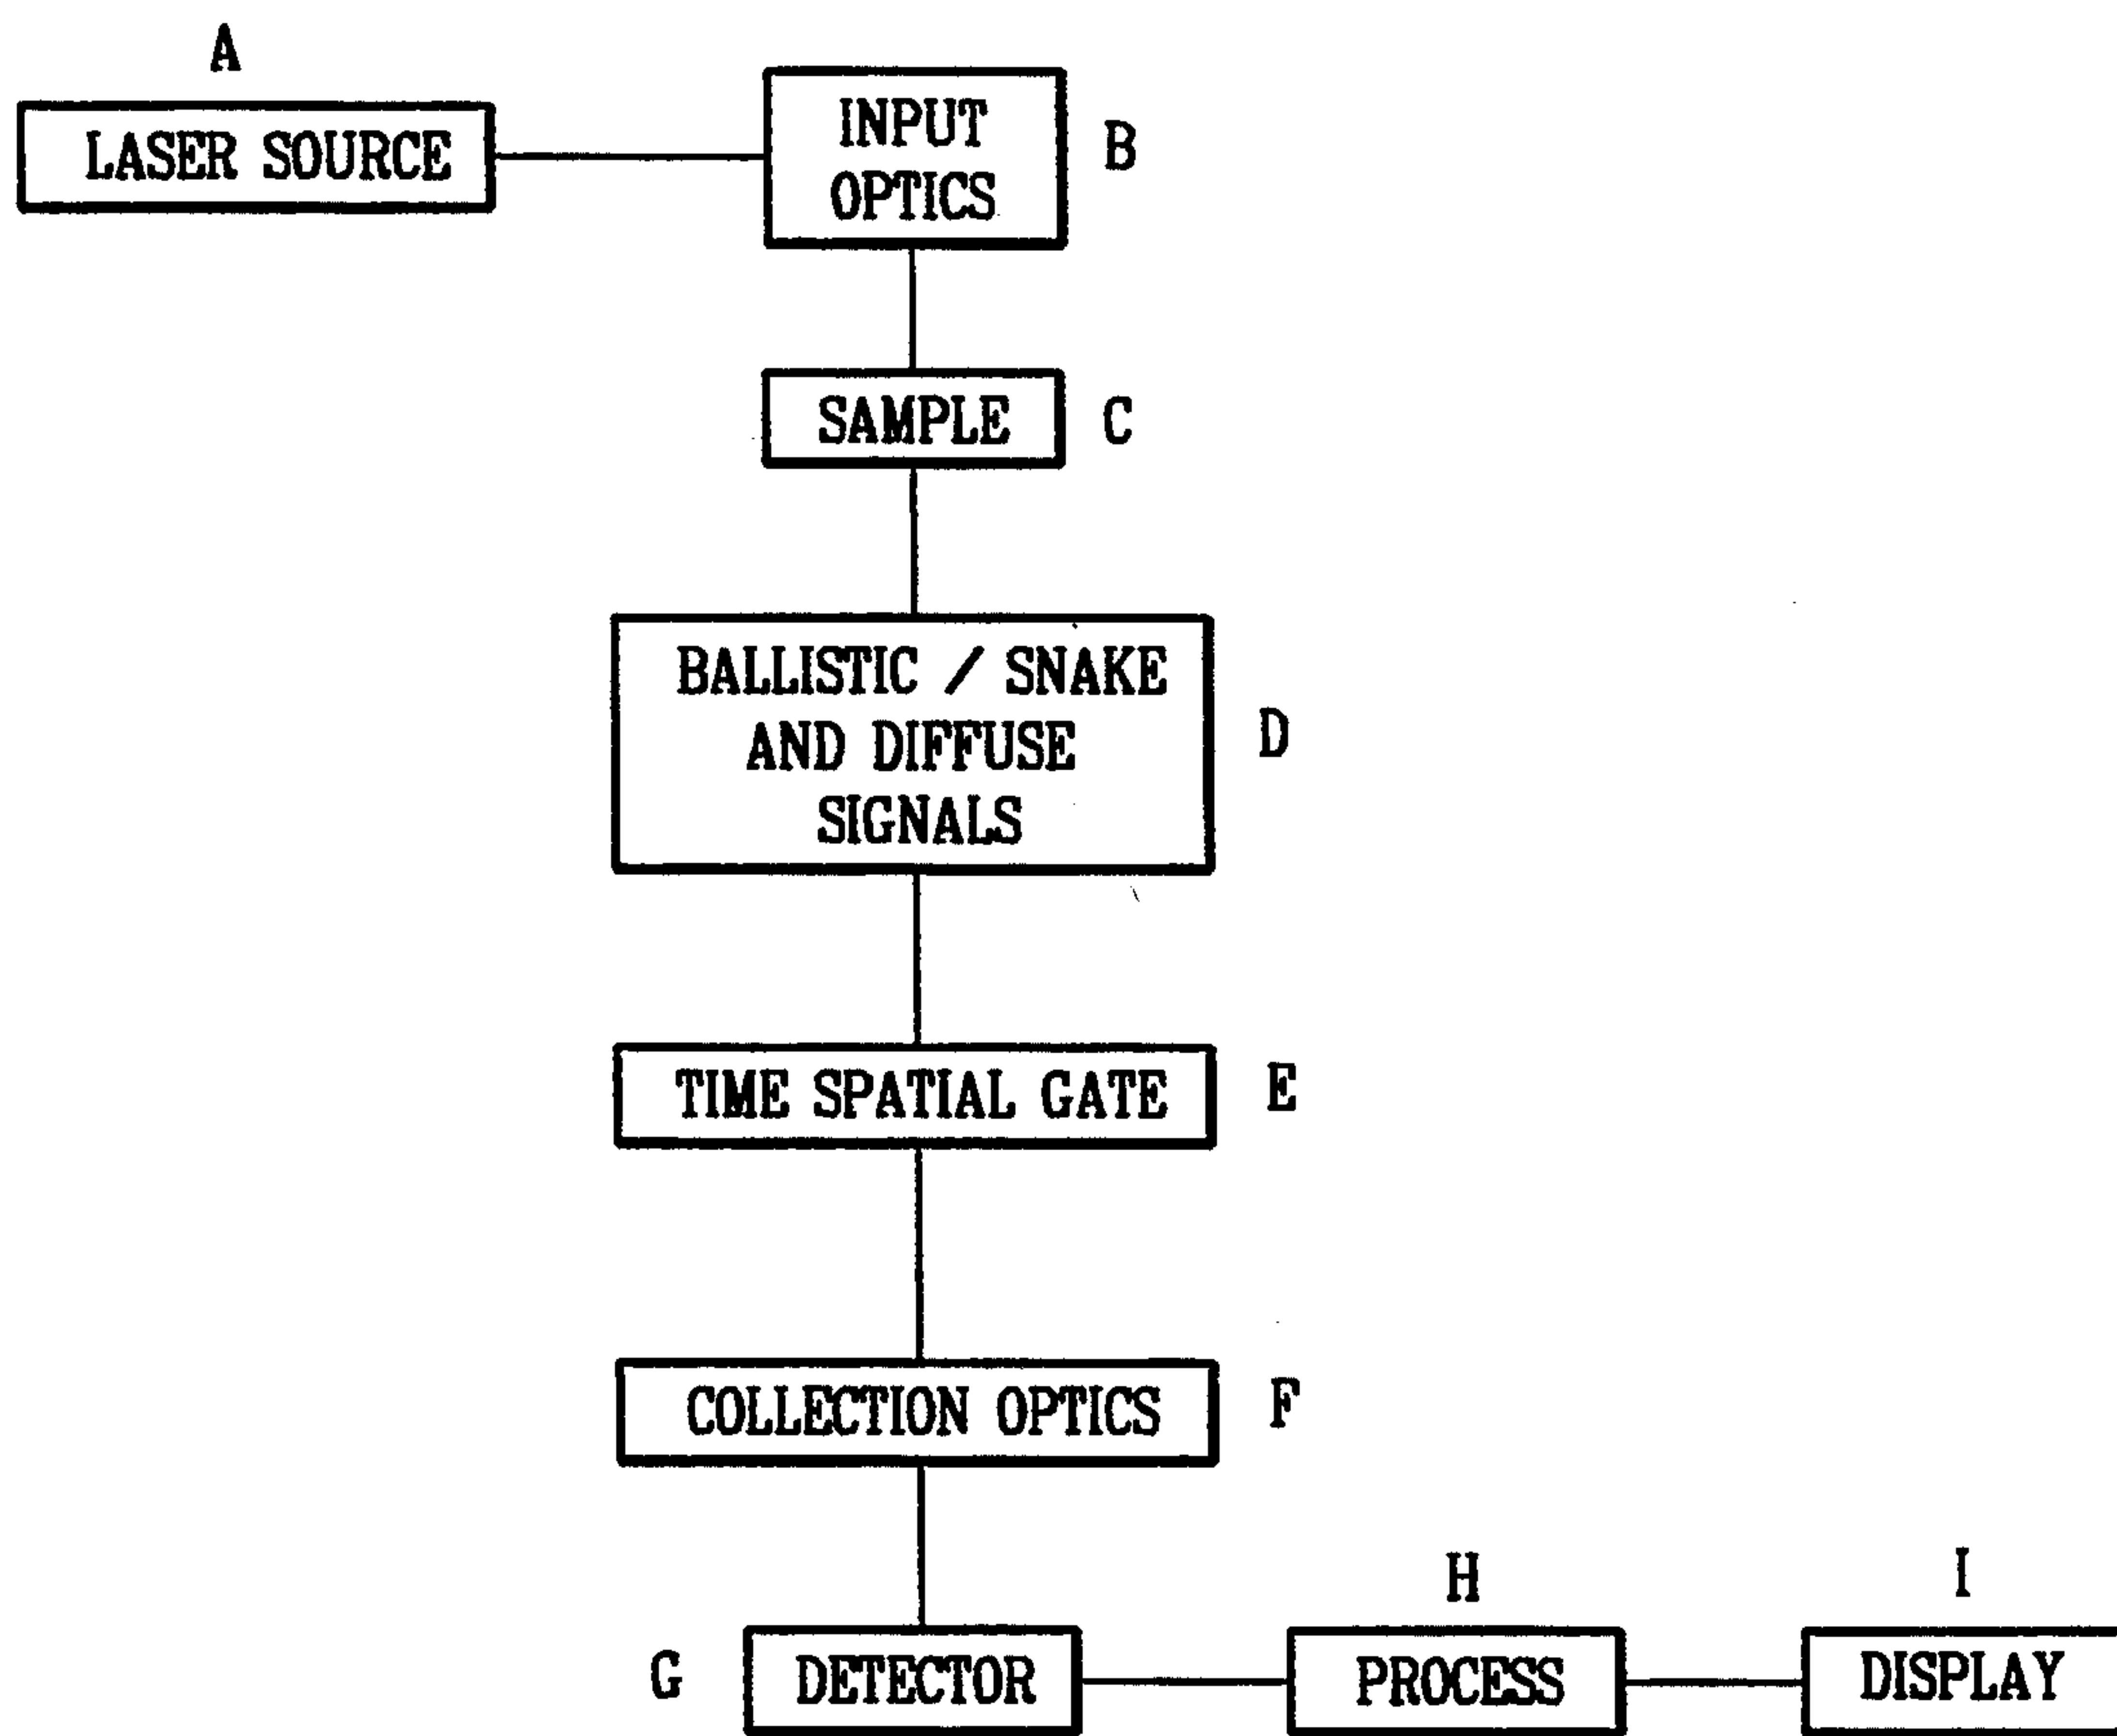 A
LASER SOURCE
INPUT
OPTICS
B
SAMPLE
C
BALLISTIC / SNAKE
AND DIFFUSE
SIGNALS
D
TIME SPATIAL GATE
E
COLLECTION OPTICS
F
G
DETECTOR
H
PROCESS
I
DISPLAY